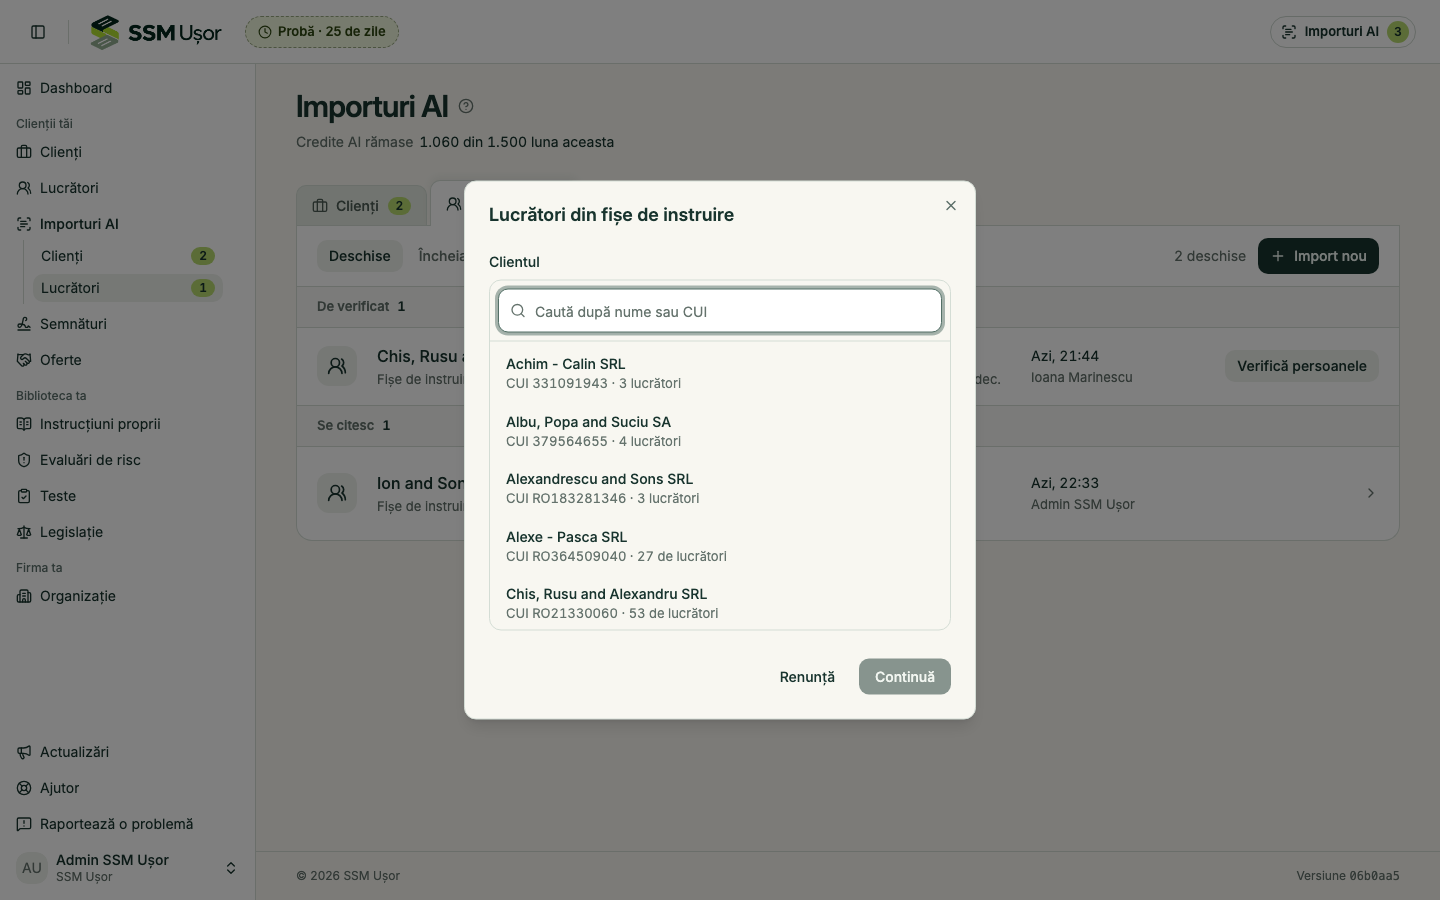 SSM Ușor
Probă · 25 de zile
Importuri AI 3
Dashboard
Clienții tăi
Clienți
Lucrători
Importuri AI
Clienți 2
Lucrători 1
Semnături
Oferte
Biblioteca ta
Instrucțiuni proprii
Evaluări de risc
Teste
Legislație
Firma ta
Organizație
Actualizări
Ajutor
Raportează o problemă
AU
Admin SSM Ușor
SSM Ușor
Importuri AI
Credite AI rămase 1.060 din 1.500 luna aceasta
Clienți 2
Deschise
2 deschise
Import nou
De verificat 1
Chis, Rusu
dec.
Azi, 21:44
Ioana Marinescu
Verifică persoanele
Se citesc 1
Ion and
Azi, 22:33
Admin SSM Ușor
Lucrători din fișe de instruire
Clientul
Caută după nume sau CUI
Achim - Calin SRL
CUI 331091943 · 3 lucrători
Albu, Popa and Suciu SA
CUI 379564655 · 4 lucrători
Alexandrescu and Sons SRL
CUI RO183281346 · 3 lucrători
Alexe - Pasca SRL
CUI RO364509040 · 27 de lucrători
Chis, Rusu and Alexandru SRL
CUI RO21330060 · 53 de lucrători
Renunță
Continuă
© 2026 SSM Ușor
Versiune 06b0aa5